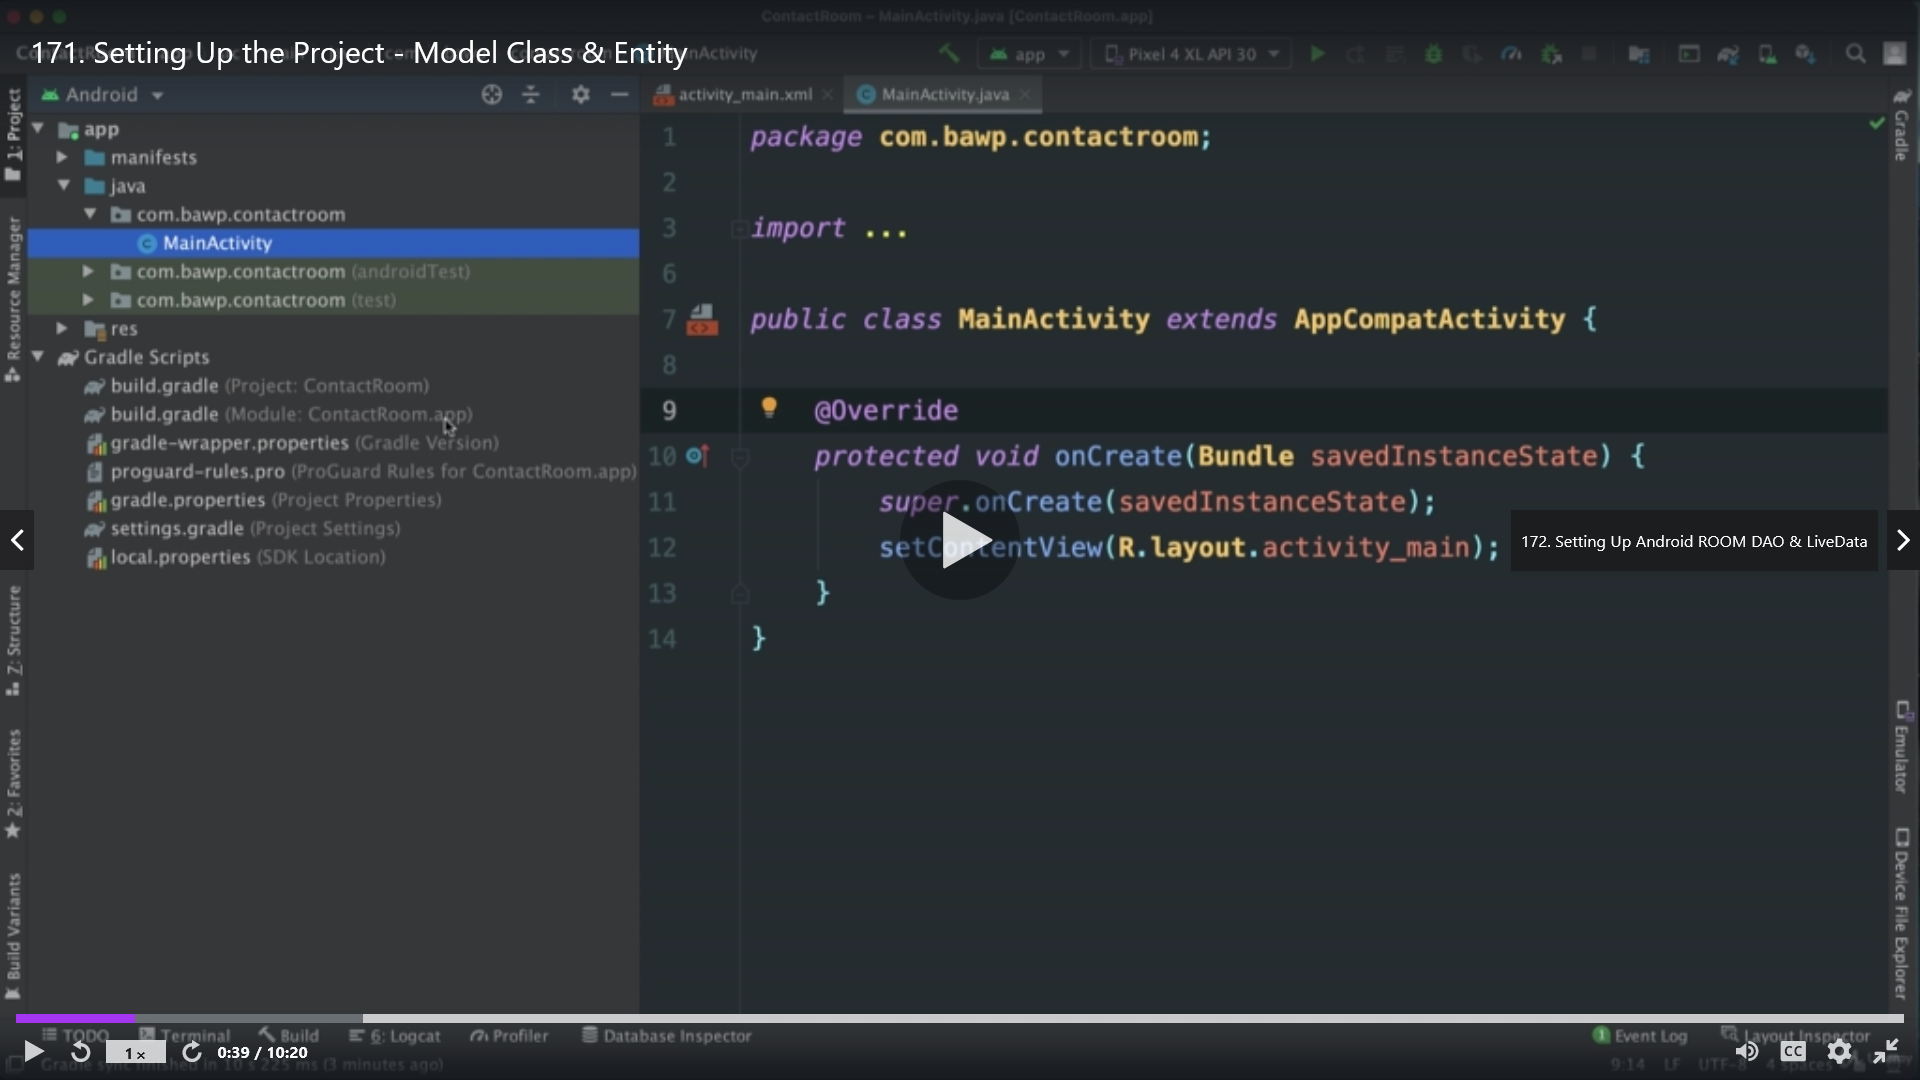 ContactRoom – MainActivity.java [ContactRoom.app]
171. Setting Up the Project - Model Class & Entity
MainActivity
app
Pixel 4 XL API 30
Android
activity_main.xml
MainActivity.java
1: Project
Resource Manager
Z: Structure
2: Favorites
Build Variants
app
manifests
java
com.bawp.contactroom
MainActivity
com.bawp.contactroom (androidTest)
com.bawp.contactroom (test)
res
Gradle Scripts
build.gradle (Project: ContactRoom)
build.gradle (Module: ContactRoom.app)
gradle-wrapper.properties (Gradle Version)
proguard-rules.pro (ProGuard Rules for ContactRoom.app)
gradle.properties (Project Properties)
settings.gradle (Project Settings)
local.properties (SDK Location)
1 package com.bawp.contactroom;
2
3 import ...
6
7 public class MainActivity extends AppCompatActivity {
8
9 @Override
10 protected void onCreate(Bundle savedInstanceState) {
11 super.onCreate(savedInstanceState);
12 setContentView(R.layout.activity_main);
13 }
14 }
172. Setting Up Android ROOM DAO & LiveData
Gradle
Emulator
Device File Explorer
TODO
Terminal
Build
6: Logcat
Profiler
Database Inspector
1 Event Log
Layout Inspector
1×
0:39 / 10:20
CC
Gradle sync finished in 10 s 225 ms (3 minutes ago)
9:14 LF UTF-8 4 spaces